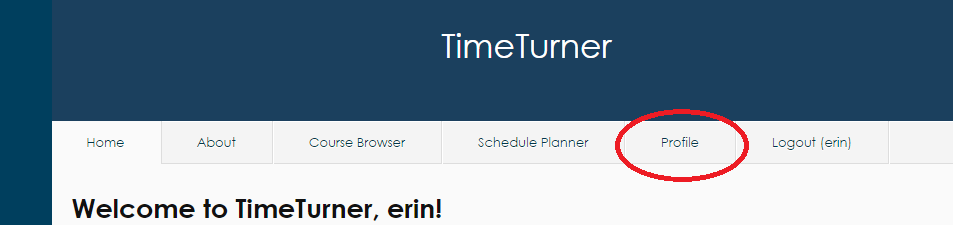 TimeTurner
Home About Course Browser Schedule Planner Profile Logout (erin)
Welcome to TimeTurner, erin!